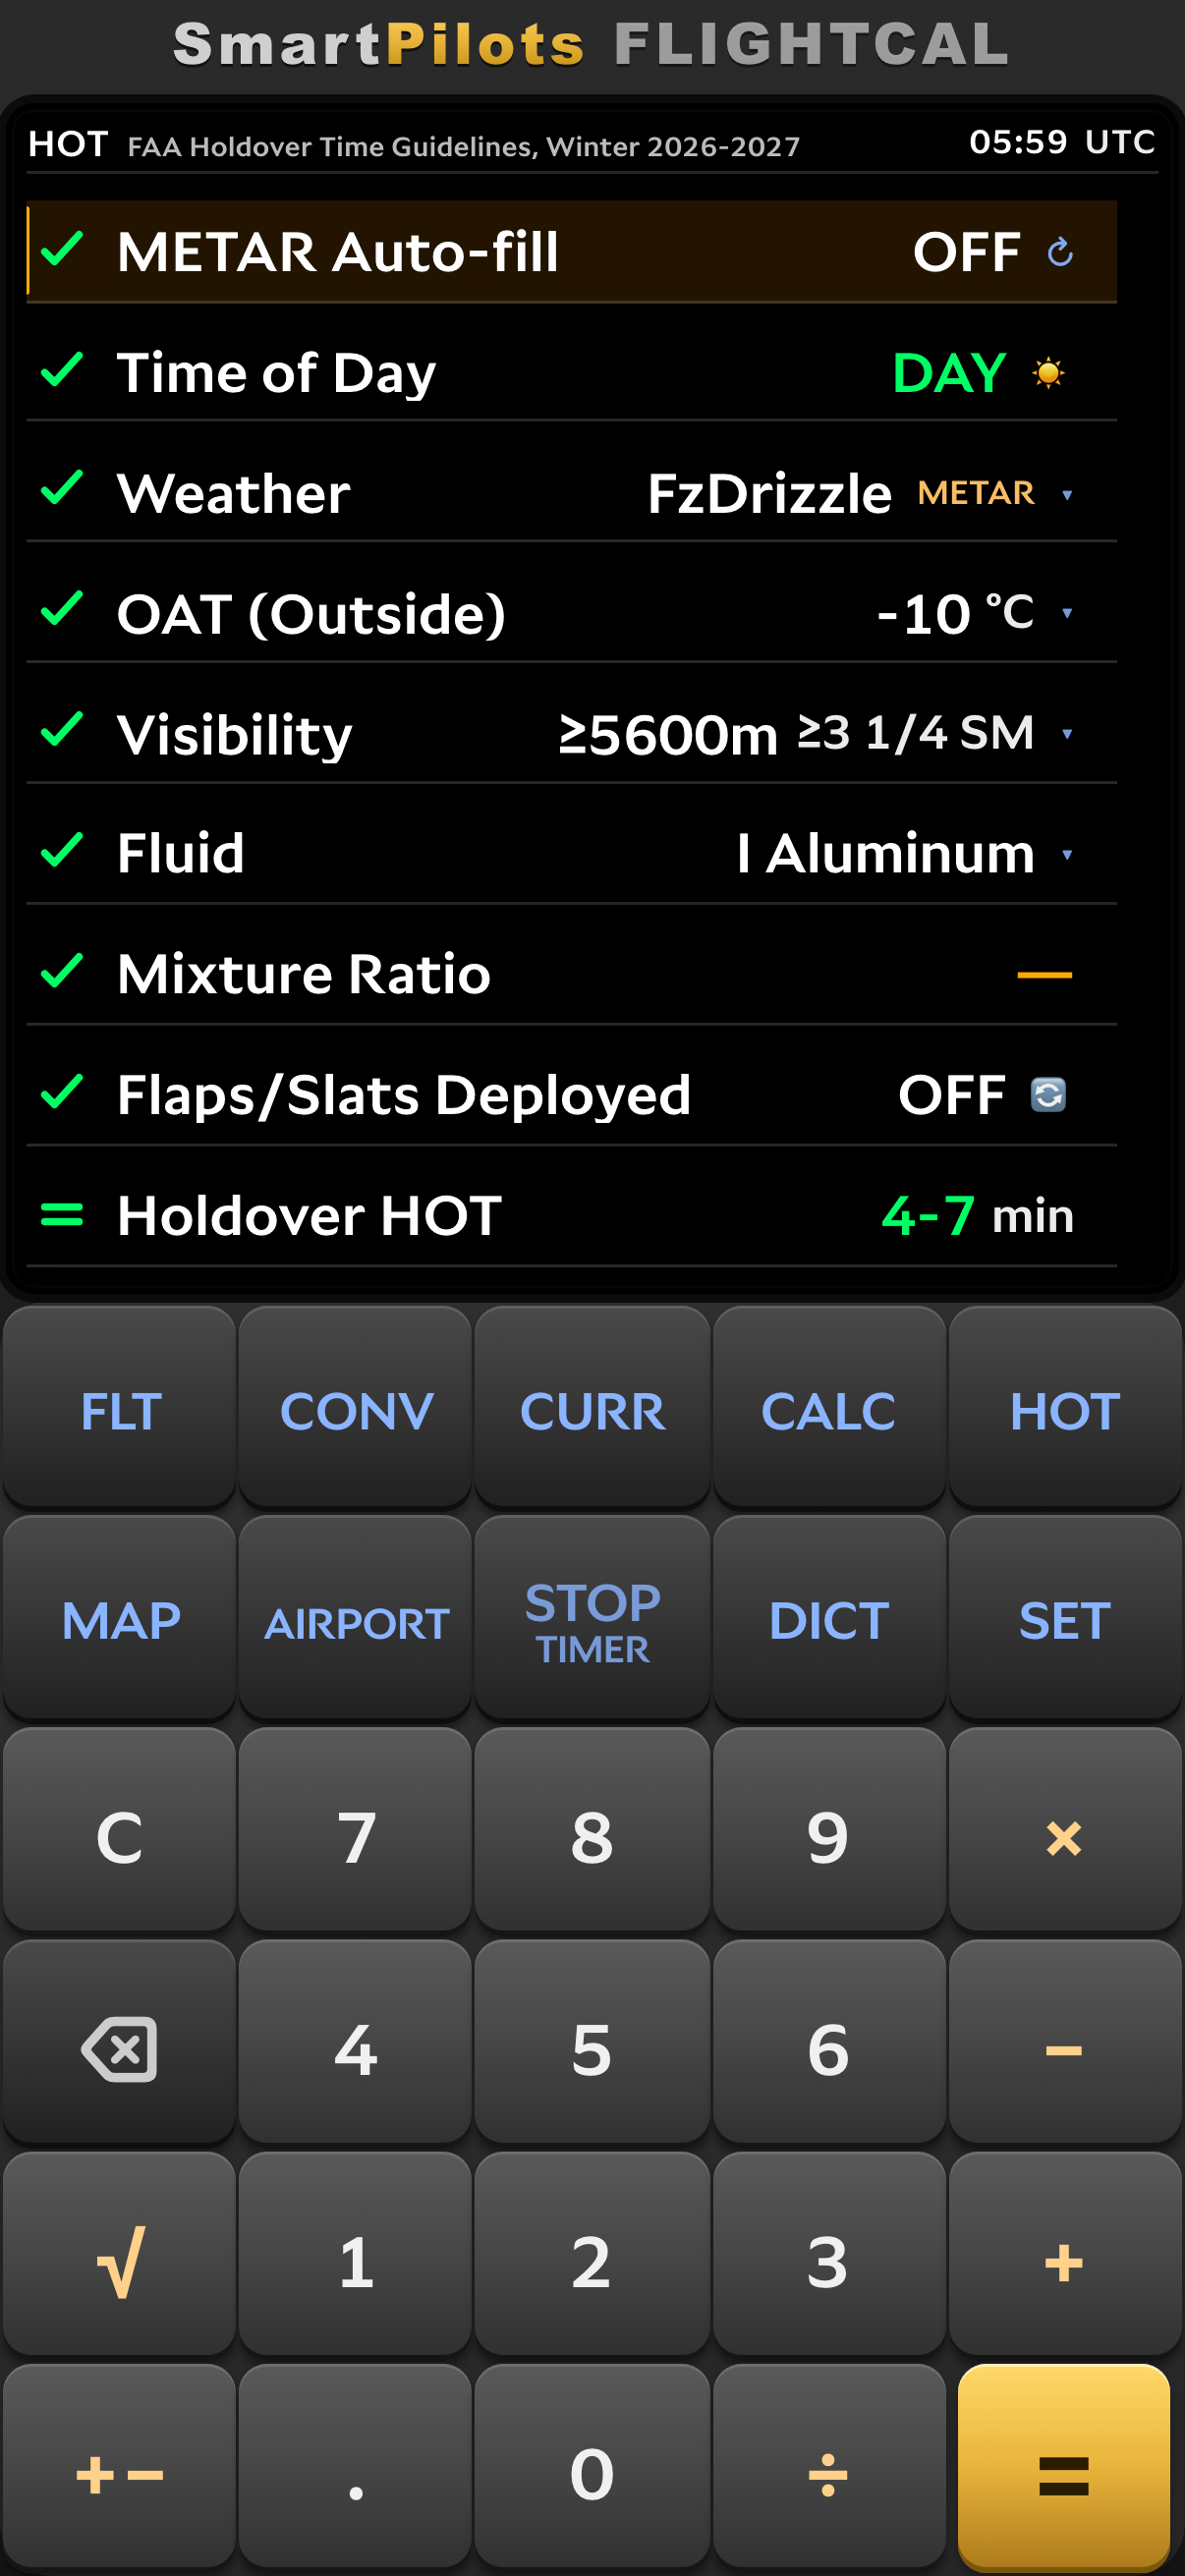 SmartPilots FLIGHTCAL
HOT FAA Holdover Time Guidelines, Winter 2026-2027 05:59 UTC
METAR Auto-fill OFF ↻
Time of Day DAY ☀️
Weather FzDrizzle METAR ▾
OAT (Outside) -10 °C ▾
Visibility ≥5600m ≥3 1/4 SM ▾
Fluid I Aluminum ▾
Mixture Ratio —
Flaps/Slats Deployed OFF 🔄
= Holdover HOT 4-7 min
FLT CONV CURR CALC HOT
MAP AIRPORT STOP TIMER DICT SET
C 7 8 9 ×
4 5 6 −
√ 1 2 3 +
+− . 0 ÷ =